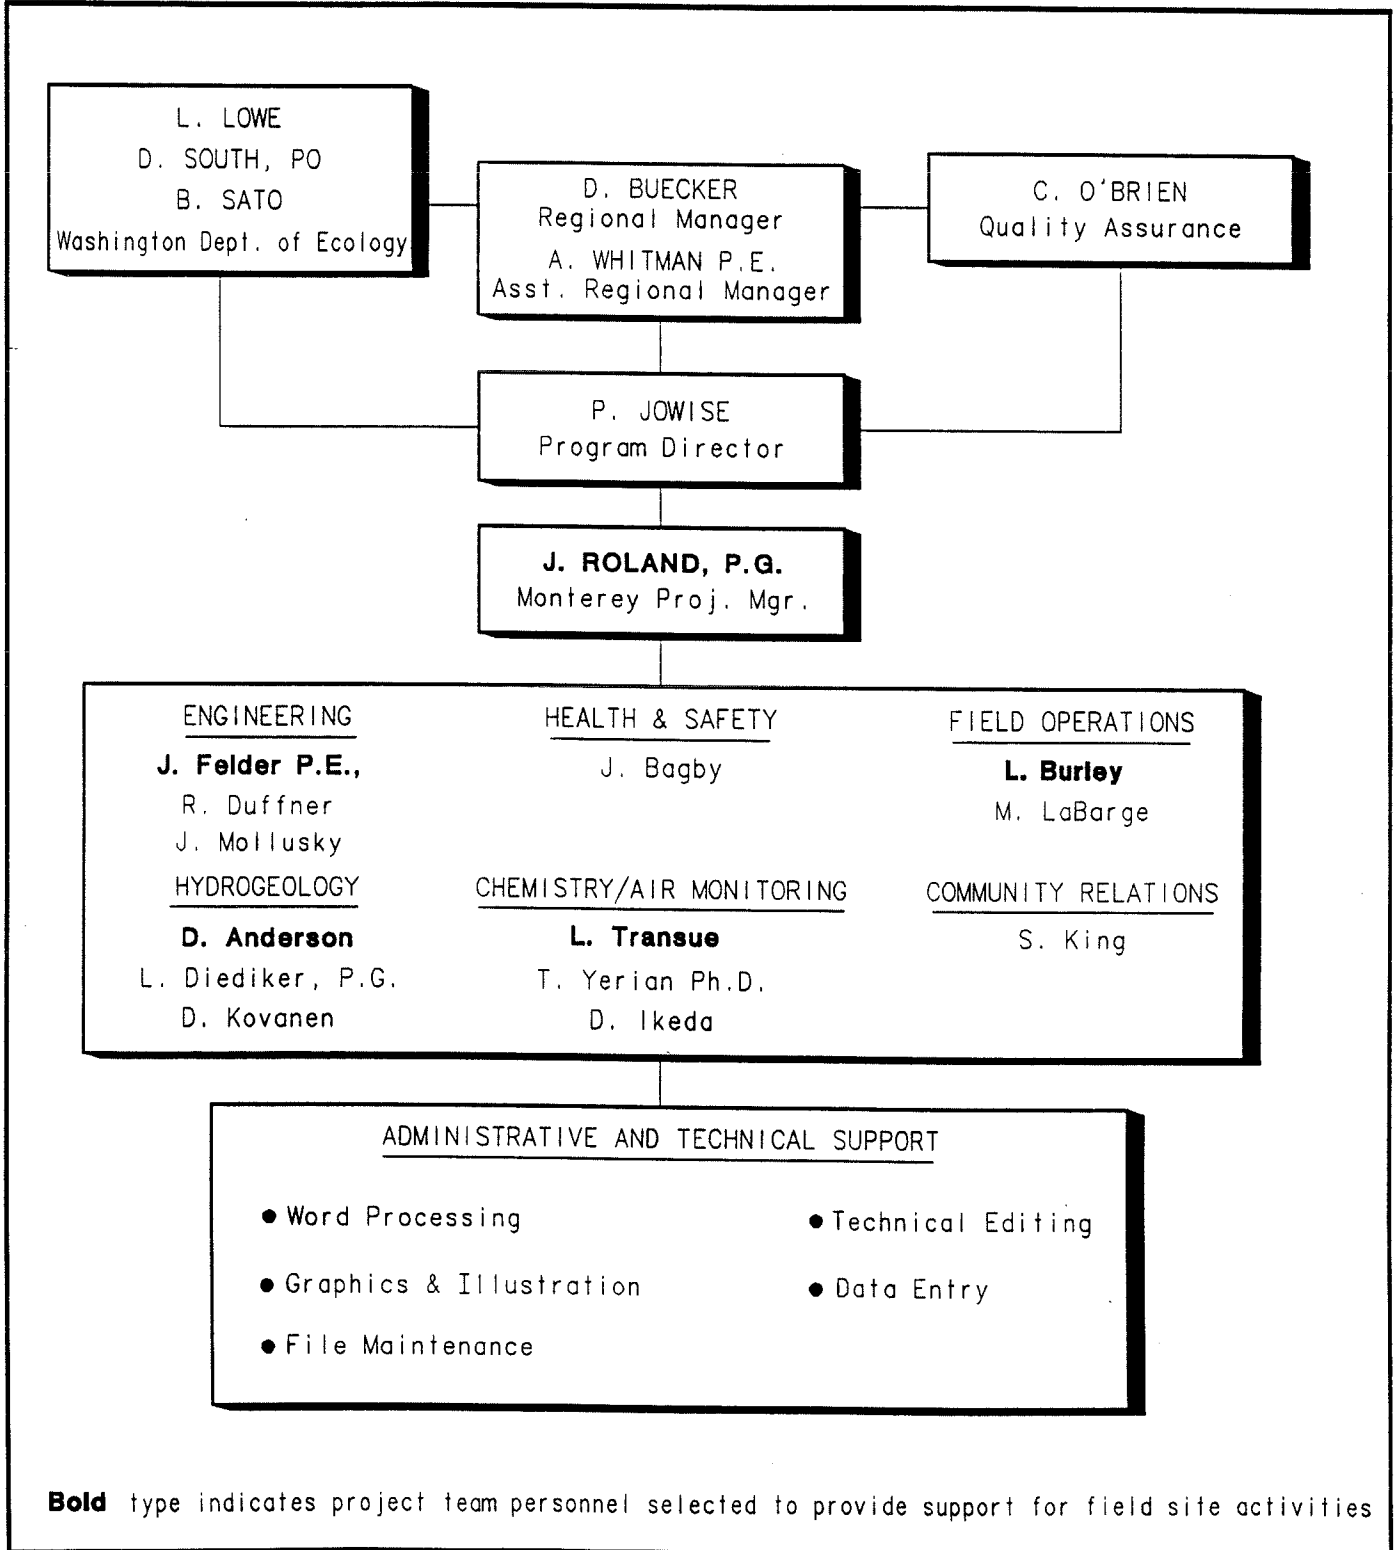 L. LOWE
D. SOUTH, PO
B. SATO
Washington Dept. of Ecology
D. BUECKER
Regional Manager
A. WHITMAN P.E.
Asst. Regional Manager
C. O'BRIEN
Quality Assurance
P. JOWISE
Program Director
J. ROLAND, P.G.
Monterey Proj. Mgr.
ENGINEERING
J. Felder P.E.,
R. Duffner
J. Mollusky
HEALTH & SAFETY
J. Bagby
FIELD OPERATIONS
L. Burley
M. LaBarge
HYDROGEOLOGY
D. Anderson
L. Diediker, P.G.
D. Kovanen
CHEMISTRY/AIR MONITORING
L. Transue
T. Yerian Ph.D.
D. Ikeda
COMMUNITY RELATIONS
S. King
ADMINISTRATIVE AND TECHNICAL SUPPORT
● Word Processing
● Graphics & Illustration
● File Maintenance
● Technical Editing
● Data Entry
Bold type indicates project team personnel selected to provide support for field site activities